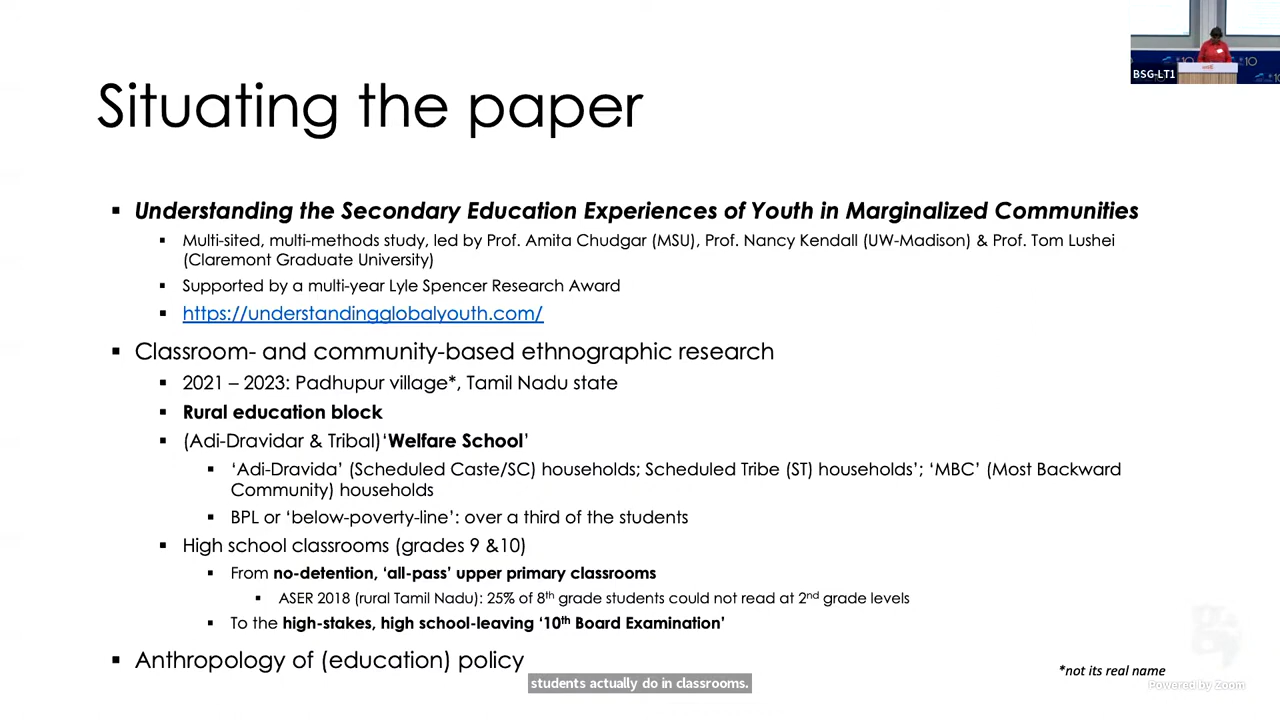 BSG-LT1
Situating the paper
▪ Understanding the Secondary Education Experiences of Youth in Marginalized Communities
▪ Multi-sited, multi-methods study, led by Prof. Amita Chudgar (MSU), Prof. Nancy Kendall (UW-Madison) & Prof. Tom Lushei
(Claremont Graduate University)
▪ Supported by a multi-year Lyle Spencer Research Award
▪ https://understandingglobalyouth.com/
▪ Classroom- and community-based ethnographic research
▪ 2021 – 2023: Padhupur village*, Tamil Nadu state
▪ Rural education block
▪ (Adi-Dravidar & Tribal)‘Welfare School’
▪ ‘Adi-Dravida’ (Scheduled Caste/SC) households; Scheduled Tribe (ST) households’; ‘MBC’ (Most Backward
Community) households
▪ BPL or ‘below-poverty-line’: over a third of the students
▪ High school classrooms (grades 9 &10)
▪ From no-detention, ‘all-pass’ upper primary classrooms
▪ ASER 2018 (rural Tamil Nadu): 25% of 8th grade students could not read at 2nd grade levels
▪ To the high-stakes, high school-leaving ‘10th Board Examination’
▪ Anthropology of (education) policy
*not its real name
students actually do in classrooms.
Powered by Zoom